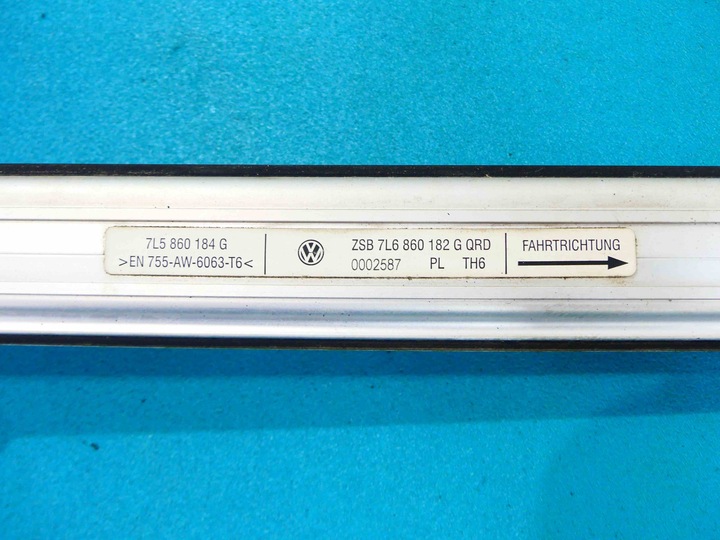 7L5 860 184 G
>EN 755-AW-6063-T6<
ZSB 7L6 860 182 G QRD
0002587 PL TH6
FAHRTRICHTUNG